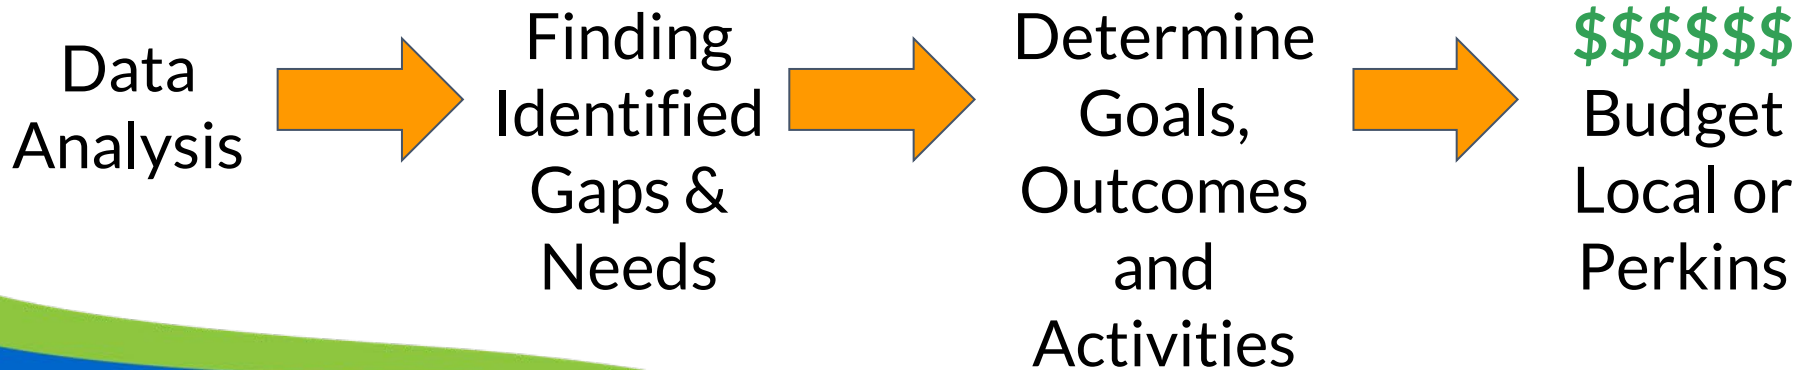 Data
Analysis
Finding
Identified
Gaps &
Needs
Determine
Goals,
Outcomes
and
Activities
$$$$$$
Budget
Local or
Perkins